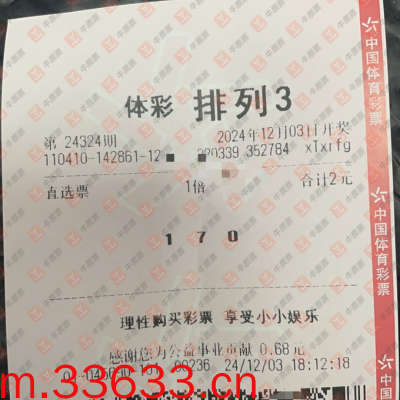 体彩 排列3
第 24324期 2024年12月03日开奖
110410-142861-12 339 352784 xTxrfg
直选票 1倍 合计2元
1 7 0
理性购买彩票 享受小小娱乐
感谢您为公益事业贡献 0.68元
00236 24/12/03 18:12:18
m.33633.cn
中国体育彩票
中国体育彩票